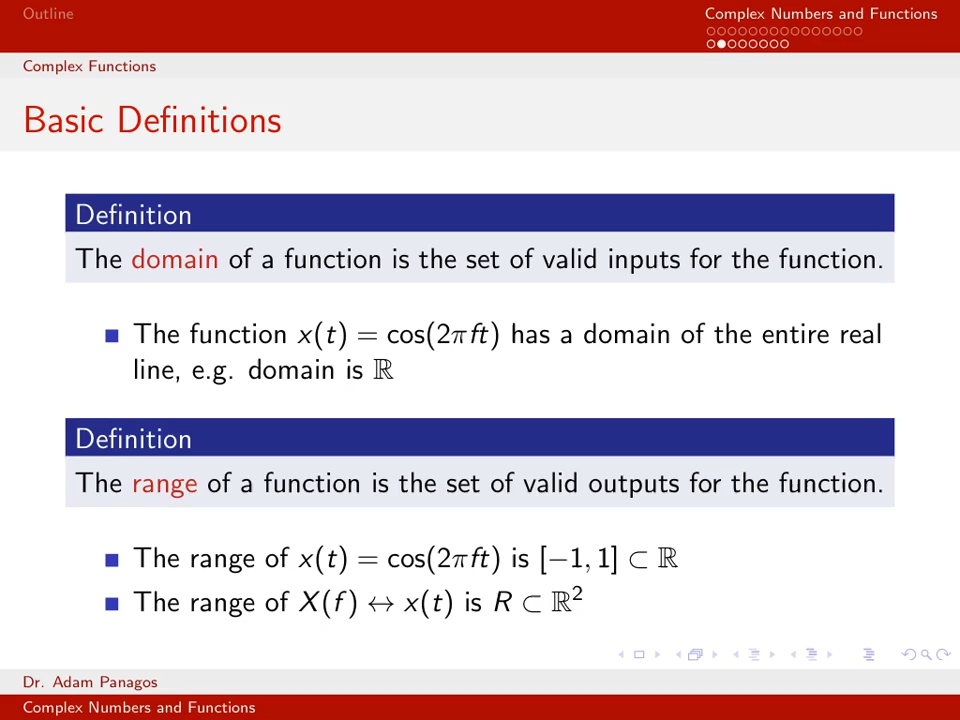 Outline
Complex Numbers and Functions
Complex Functions
Basic Definitions
Definition
The domain of a function is the set of valid inputs for the function.
The function x(t) = cos(2πft) has a domain of the entire real
line, e.g. domain is ℝ
Definition
The range of a function is the set of valid outputs for the function.
The range of x(t) = cos(2πft) is [−1, 1] ⊂ ℝ
The range of X(f) ↔ x(t) is R ⊂ ℝ²
Dr. Adam Panagos
Complex Numbers and Functions